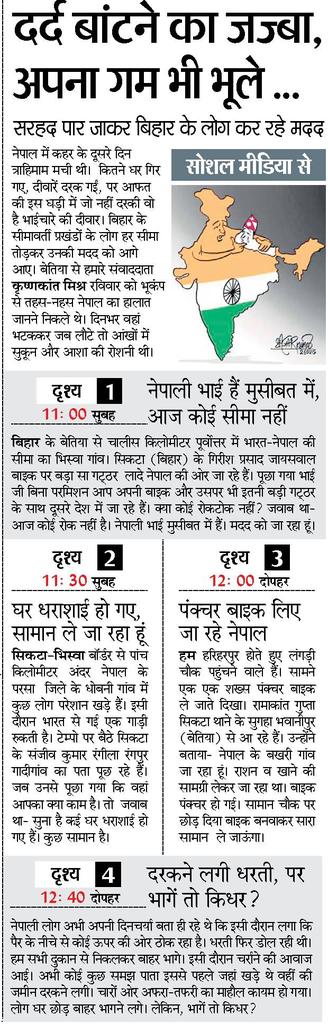 दर्द बांटने का जज्बा,
अपना गम भी भूले ...
सरहद पार जाकर बिहार के लोग कर रहे मदद
नेपाल में कहर के दूसरे दिन
त्राहिमाम मची थी। कितने घर गिर
गए, दीवारें दरक गई, पर आफत
की इस घड़ी में जो नहीं दरकी वो
है भाईचारे की दीवार। बिहार के
सीमावर्ती प्रखंडों के लोग हर सीमा
तोड़कर उनकी मदद को आगे
आए। बेतिया से हमारे संवाददाता
कृष्णकांत मिश्र रविवार को भूकंप
से तहस-नहस नेपाल का हालात
जानने निकले थे। दिनभर वहां
भटककर जब लौटे तो आंखों में
सुकून और आशा की रोशनी थी।
सोशल मीडिया से
दृश्य 1
11: 00 सुबह
नेपाली भाई हैं मुसीबत में,
आज कोई सीमा नहीं
बिहार के बेतिया से चालीस किलोमीटर पूर्वोत्तर में भारत-नेपाल की
सीमा का भिस्वा गांव। सिकटा (बिहार) के गिरीश प्रसाद जायसवाल
बाइक पर बड़ा सा गट्ठर लादे नेपाल की ओर जा रहे हैं। पूछा गया भाई
जी बिना परमिशन आप अपनी बाइक और उसपर भी इतनी बड़ी गट्ठर
के साथ दूसरे देश में जा रहे हैं। क्या कोई रोकटोक नहीं? जवाब था-
आज कोई रोक नहीं है। नेपाली भाई मुसीबत में हैं। मदद को जा रहा हूं।
दृश्य 2
11: 30 सुबह
घर धराशाई हो गए,
सामान ले जा रहा हूं
सिकटा-भिस्वा बॉर्डर से पांच
किलोमीटर अंदर नेपाल के
परसा जिले के धोबनी गांव में
कुछ लोग परेशान खड़े हैं। इसी
दौरान भारत से गई एक गाड़ी
रुकती है। टेम्पो पर बैठे सिकटा
के संजीव कुमार रंगीला रंगपुर
गादीगांव का पता पूछ रहे हैं।
जब उनसे पूछा गया कि वहां
आपका क्या काम है। तो जवाब
था- सुना है कई घर धराशाई हो
गए हैं। कुछ सामान है।
दृश्य 3
12: 00 दोपहर
पंक्चर बाइक लिए
जा रहे नेपाल
हम हरिहरपुर होते हुए लंगड़ी
चौक पहुंचने वाले हैं। सामने
एक एक शख्स पंक्चर बाइक
ले जाते दिखा। रामाकांत गुप्ता
सिकटा थाने के सुगहा भवानीपुर
(बेतिया) से आ रहे हैं। उन्होंने
बताया- नेपाल के बखरी गांव
जा रहा हूं। राशन व खाने की
सामग्री लेकर जा रहा था। बाइक
पंक्चर हो गई। सामान चौक पर
छोड़ दिया बाइक बनवाकर सारा
सामान ले जाऊंगा।
दृश्य 4
12: 40 दोपहर
दरकने लगी धरती, पर
भागें तो किधर?
नेपाली लोग अभी अपनी दिनचर्या बता ही रहे थे कि इसी दौरान लगा कि
पैर के नीचे से कोई ऊपर की ओर ठोक रहा है। धरती फिर डोल रही थी।
हम सभी दुकान से निकलकर बाहर भागे। इसी दौरान चर्राने की आवाज
आई। अभी कोई कुछ समझ पाता इससे पहले जहां खड़े थे वहीं की
जमीन दरकने लगी। चारों ओर अफरा-तफरी का माहौल कायम हो गया।
लोग घर छोड़ बाहर भागने लगे। लेकिन, भागें तो किधर?